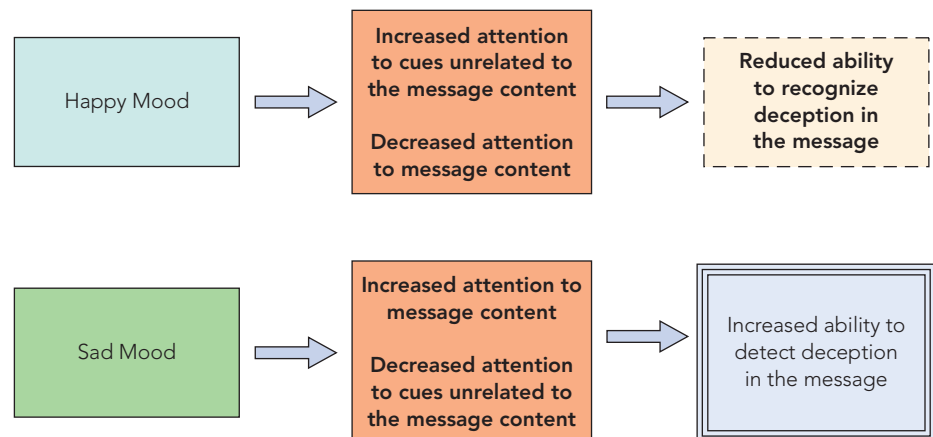 Happy Mood
Increased attention
to cues unrelated to
the message content
Decreased attention
to message content
Reduced ability
to recognize
deception in
the message
Sad Mood
Increased attention to
message content
Decreased attention
to cues unrelated to
the message content
Increased ability to
detect deception
in the message